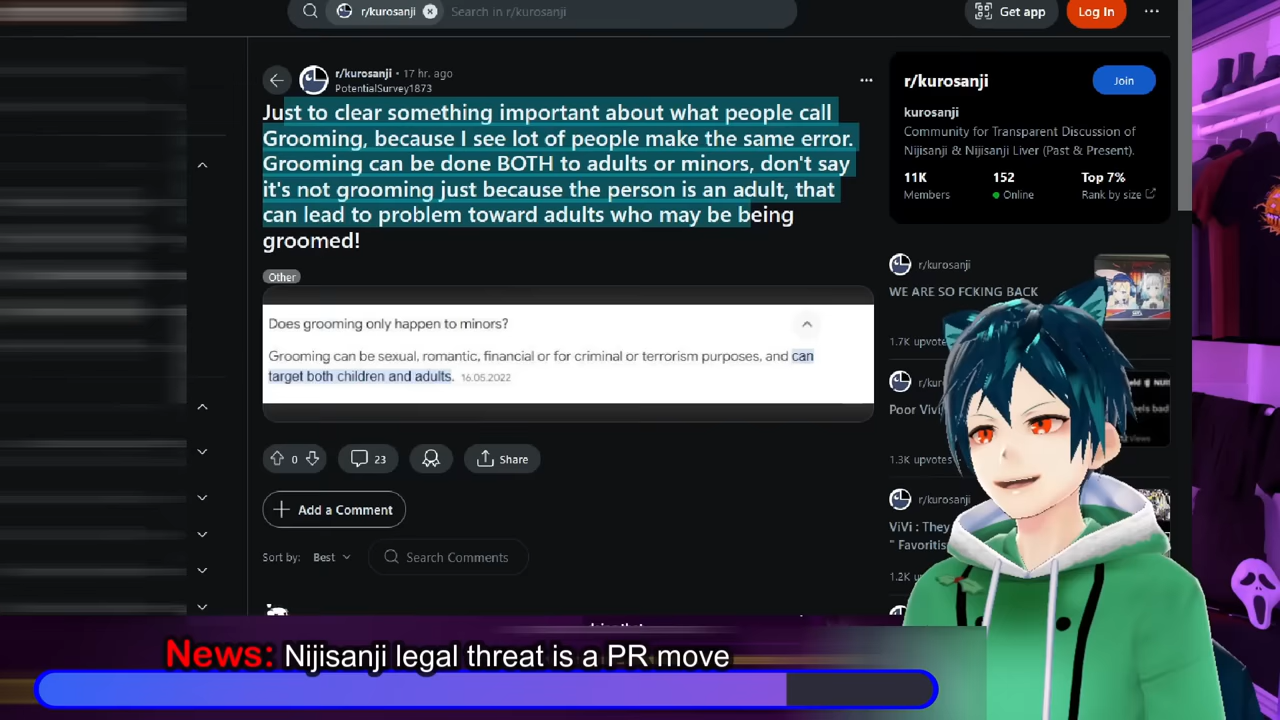 r/kurosanji
Search in r/kurosanji
Get app
Log In
r/kurosanji • 17 hr. ago
PotentialSurvey1873
Just to clear something important about what people call
Grooming, because I see lot of people make the same error.
Grooming can be done BOTH to adults or minors, don't say
it's not grooming just because the person is an adult, that
can lead to problem toward adults who may be being
groomed!
Other
Does grooming only happen to minors?
Grooming can be sexual, romantic, financial or for criminal or terrorism purposes, and can
target both children and adults. 16.05.2022
0
23
Share
Add a Comment
Sort by: Best
Search Comments
r/kurosanji
Join
kurosanji
Community for Transparent Discussion of
Nijisanji & Nijisanji Liver (Past & Present).
11K
152
Top 7%
Members
Online
Rank by size
r/kurosanji
WE ARE SO FCKING BACK
1.7K upvotes
Poor Vivi
1.3K upvotes
ViVi : They
" Favoritis
1.2K
News: Nijisanji legal threat is a PR move